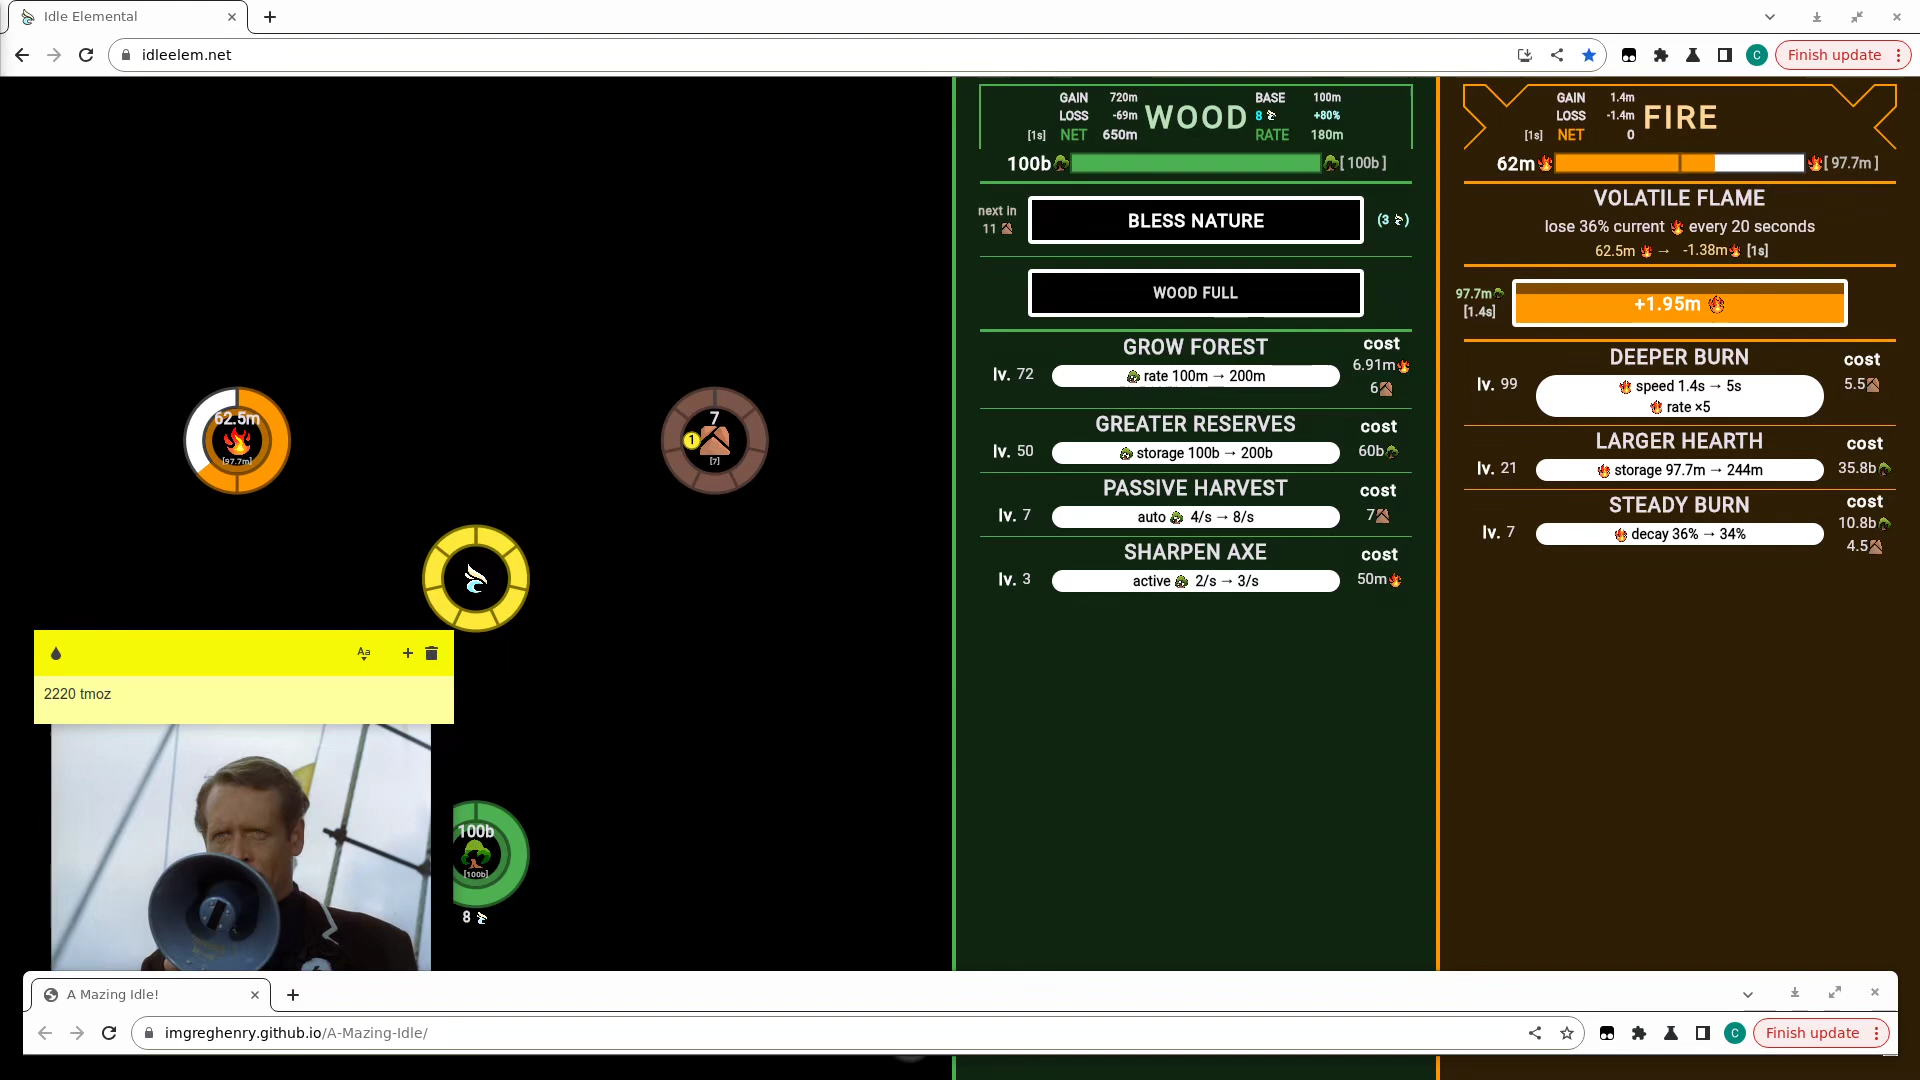 Idle Elemental
idleelem.net
C
Finish update
GAIN 720m
LOSS -69m
[1s] NET 650m
WOOD
BASE 100m
8 +80%
RATE 180m
100b [ 100b ]
next in
11
BLESS NATURE
(3 )
WOOD FULL
GROW FOREST
lv. 72
rate 100m → 200m
cost
6.91m
6
GREATER RESERVES
lv. 50
storage 100b → 200b
cost
60b
PASSIVE HARVEST
lv. 7
auto 4/s → 8/s
cost
7
SHARPEN AXE
lv. 3
active 2/s → 3/s
cost
50m
GAIN 1.4m
LOSS -1.4m
[1s] NET 0
FIRE
62m [ 97.7m ]
VOLATILE FLAME
lose 36% current every 20 seconds
62.5m → -1.38m [1s]
97.7m
[1.4s]
+1.95m
DEEPER BURN
lv. 99
speed 1.4s → 5s
rate ×5
cost
5.5
LARGER HEARTH
lv. 21
storage 97.7m → 244m
cost
35.8b
STEADY BURN
lv. 7
decay 36% → 34%
cost
10.8b
4.5
62.5m
[97.7m]
7
1
[7]
Aa
2220 tmoz
100b
[100b]
8
A Mazing Idle!
imgreghenry.github.io/A-Mazing-Idle/
C
Finish update